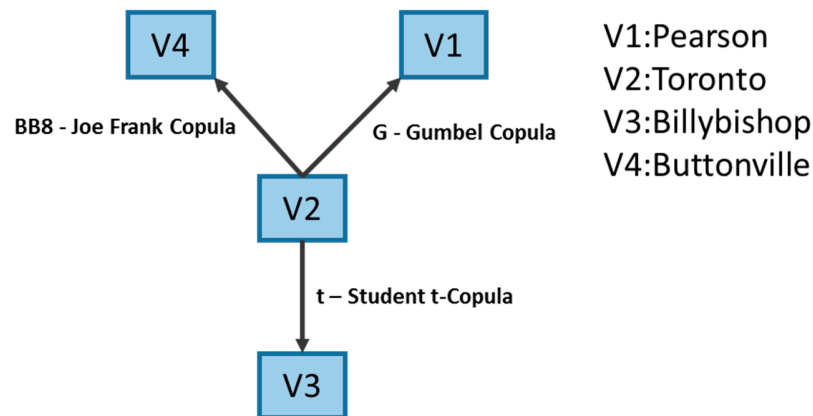 V4
V1
BB8 - Joe Frank Copula
G - Gumbel Copula
V2
t – Student t-Copula
V3
V1:Pearson
V2:Toronto
V3:Billybishop
V4:Buttonville